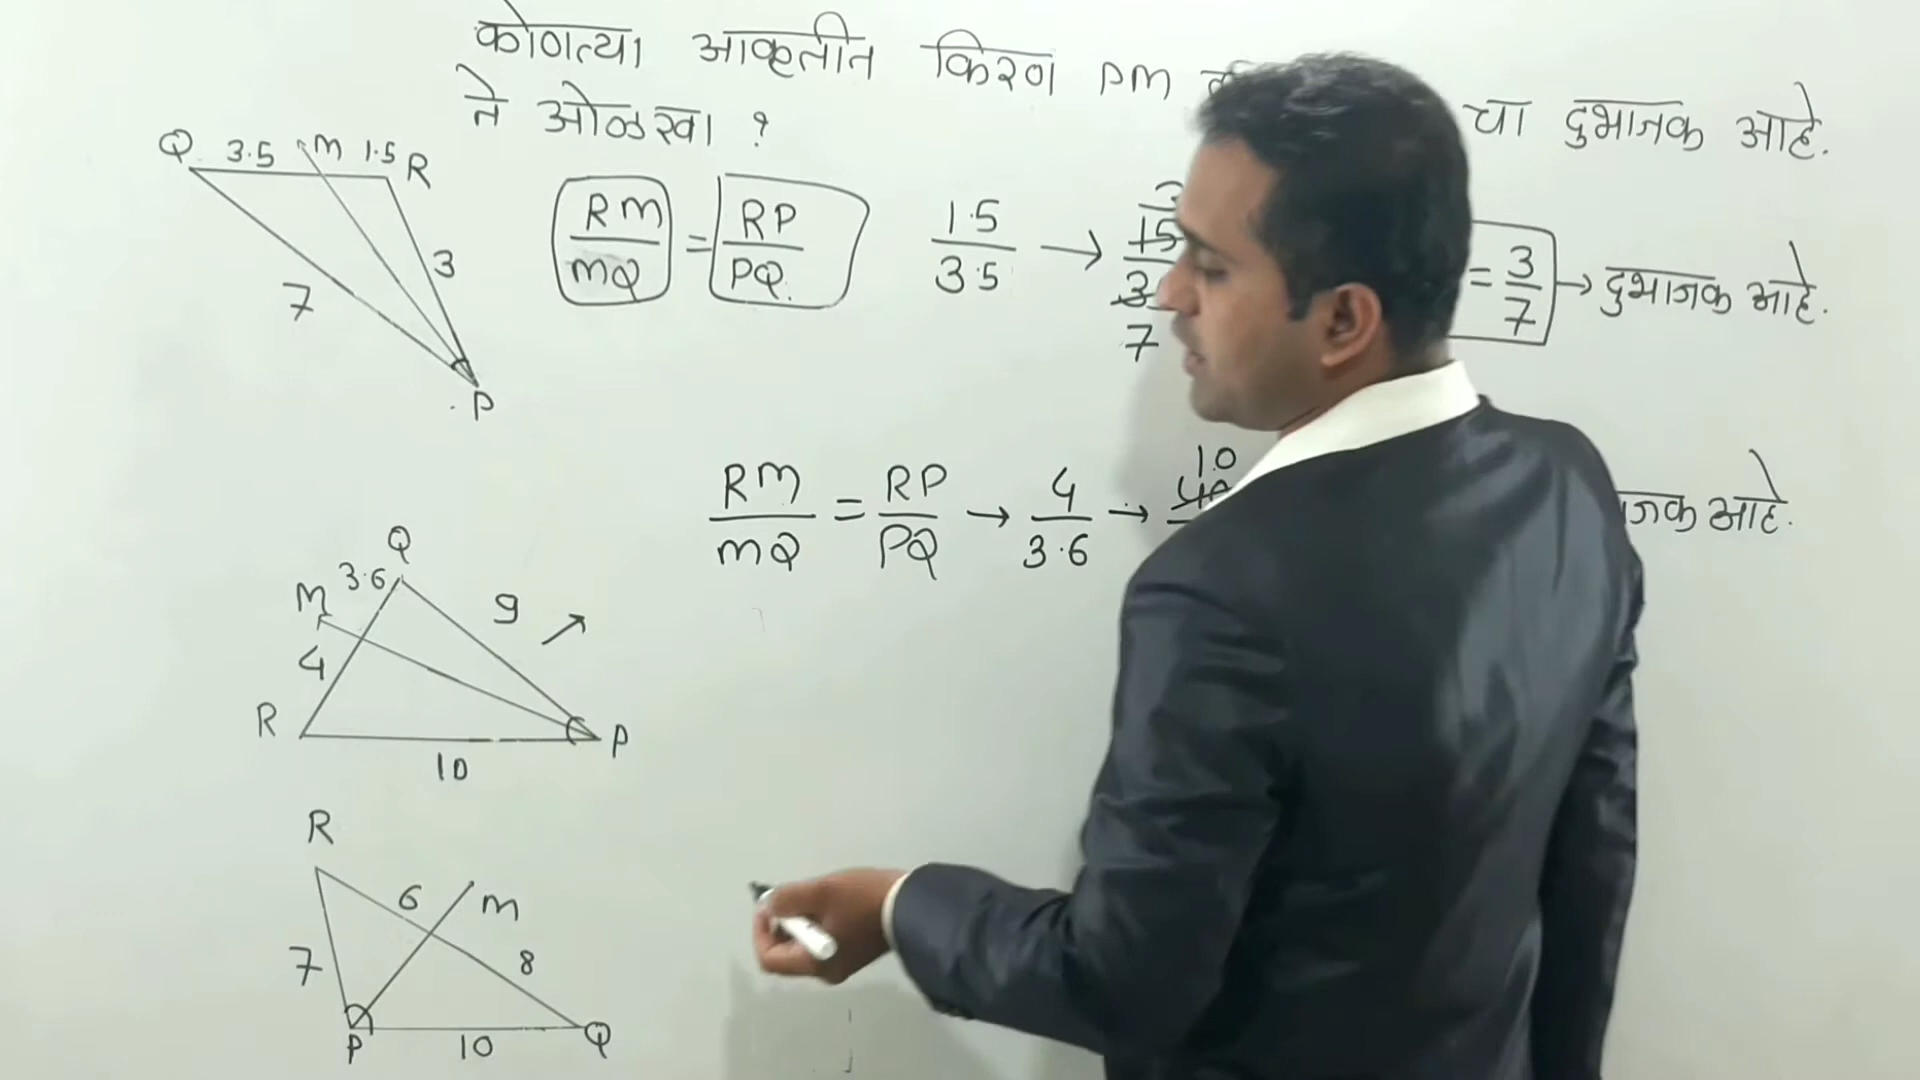 कोणत्या आकृतीत किरण PM चा दुभाजक आहे.
ते ओळखा ?
Q 3.5 M 1.5 R
7
3
P
RM/MQ = RP/PQ
1.5/3.5 → = 3/7 → दुभाजक आहे.
7
Q
3.6
M
9
4
R
P
10
RM/MQ = RP/PQ → 4/3.6 → आहे.
10
R
6
M
7
8
P
10
Q